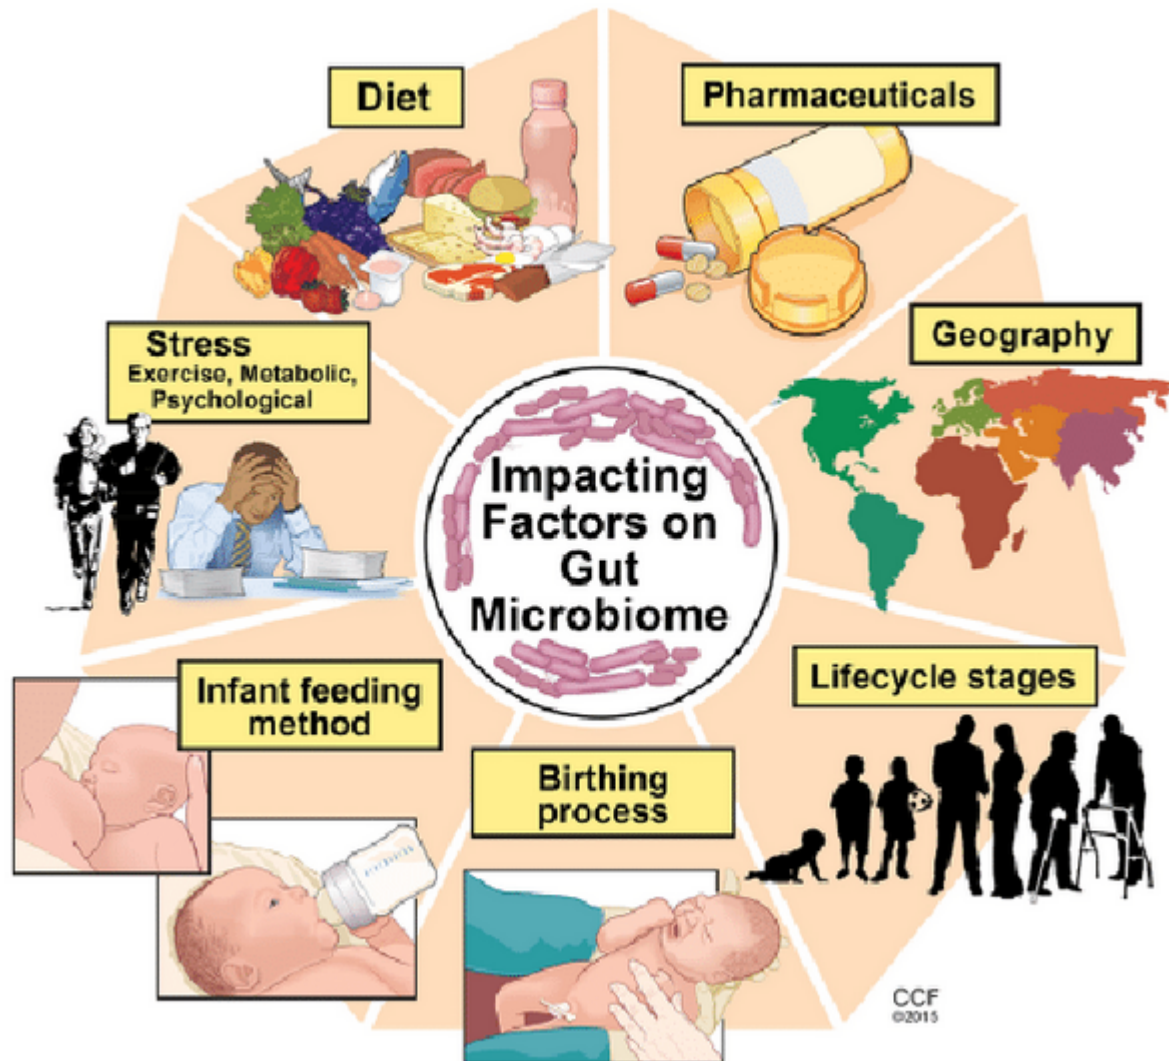 Diet
Pharmaceuticals
Stress
Exercise, Metabolic,
Psychological
Geography
Impacting
Factors on
Gut
Microbiome
Infant feeding
method
Lifecycle stages
Birthing
process
CCF
©2015